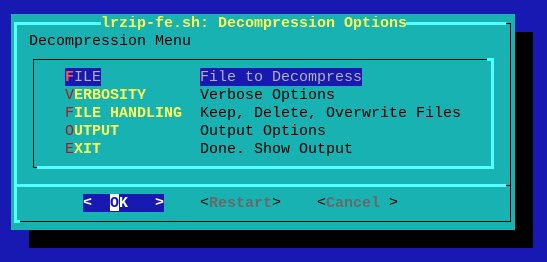 lrzip-fe.sh: Decompression Options
Decompression Menu
FILE File to Decompress
VERBOSITY Verbose Options
FILE HANDLING Keep, Delete, Overwrite Files
OUTPUT Output Options
EXIT Done. Show Output
< OK > <Restart> <Cancel >